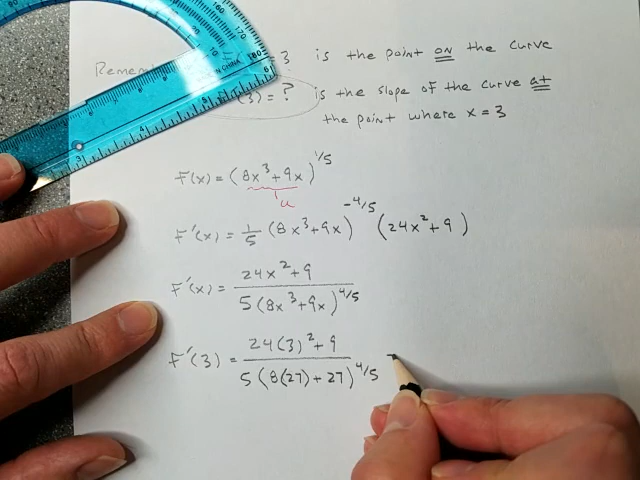 = 3 is the point on the curve
(3) = ? is the slope of the curve at
the point where x = 3
F(x) = (8x³ + 9x)^1/5
u
F'(x) = 1/5 (8x³ + 9x)^-4/5 (24x² + 9)
F'(x) = 24x² + 9 / 5(8x³ + 9x)^4/5
F'(3) = 24(3)² + 9 / 5(8(27) + 27)^4/5